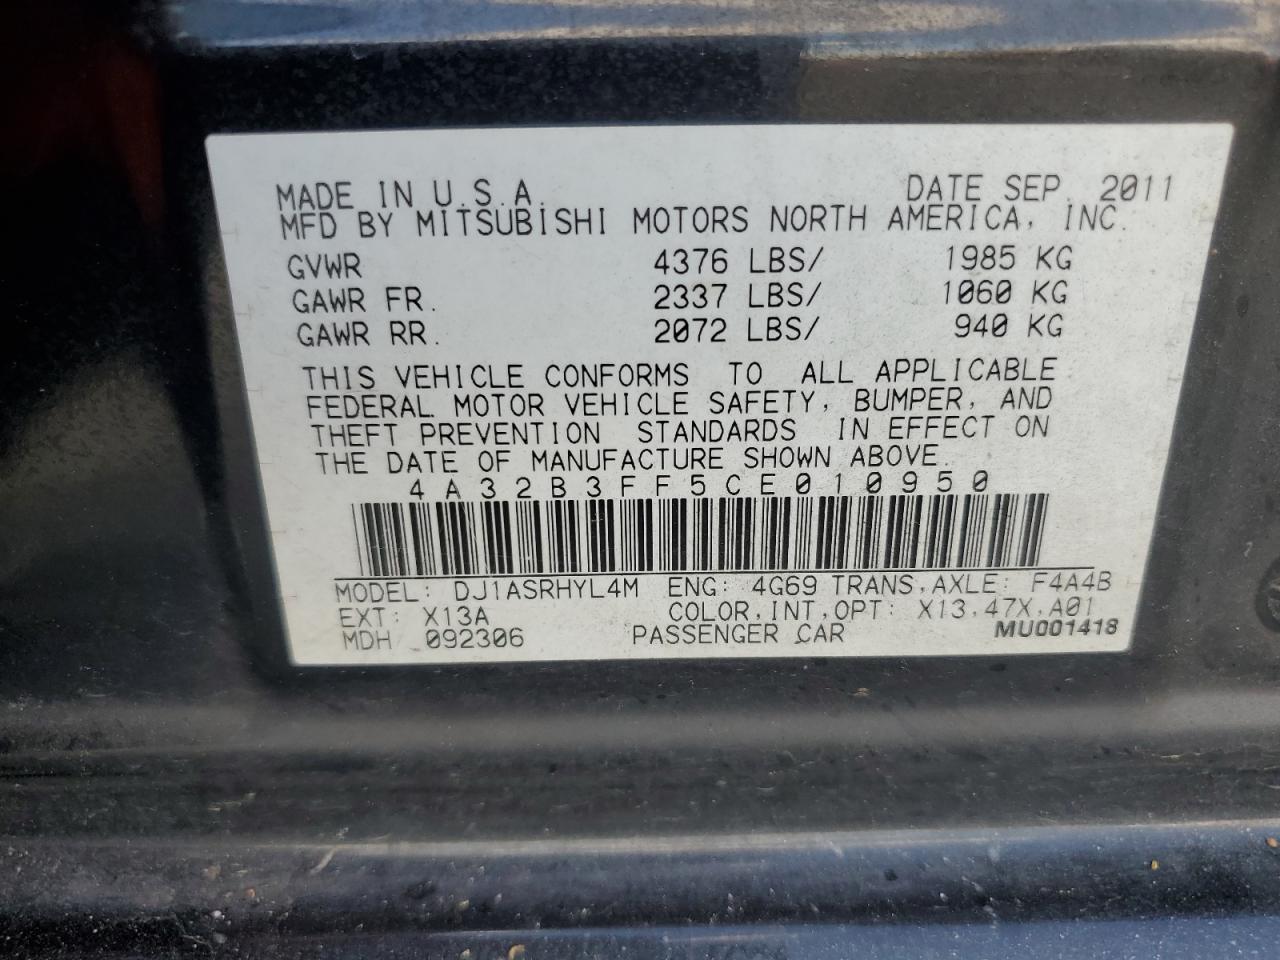 MADE IN U.S.A. DATE SEP. 2011
MFD BY MITSUBISHI MOTORS NORTH AMERICA, INC.
GVWR 4376 LBS/ 1985 KG
GAWR FR. 2337 LBS/ 1060 KG
GAWR RR. 2072 LBS/ 940 KG
THIS VEHICLE CONFORMS TO ALL APPLICABLE
FEDERAL MOTOR VEHICLE SAFETY, BUMPER, AND
THEFT PREVENTION STANDARDS IN EFFECT ON
THE DATE OF MANUFACTURE SHOWN ABOVE.
4A32B3FF5CE010950
MODEL: DJ1ASRHYL4M ENG: 4G69 TRANS,AXLE: F4A4B
EXT: X13A COLOR,INT,OPT: X13,47X,A01
MDH 092306 PASSENGER CAR MU001418